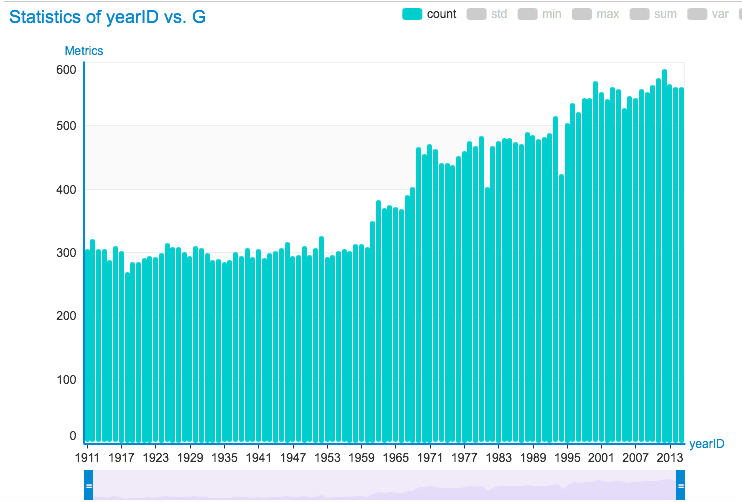 Statistics of yearID vs. G
count std min max sum var
Metrics
600
500
400
300
200
100
0
yearID
1911 1917 1923 1929 1935 1941 1947 1953 1959 1965 1971 1977 1983 1989 1995 2001 2007 2013